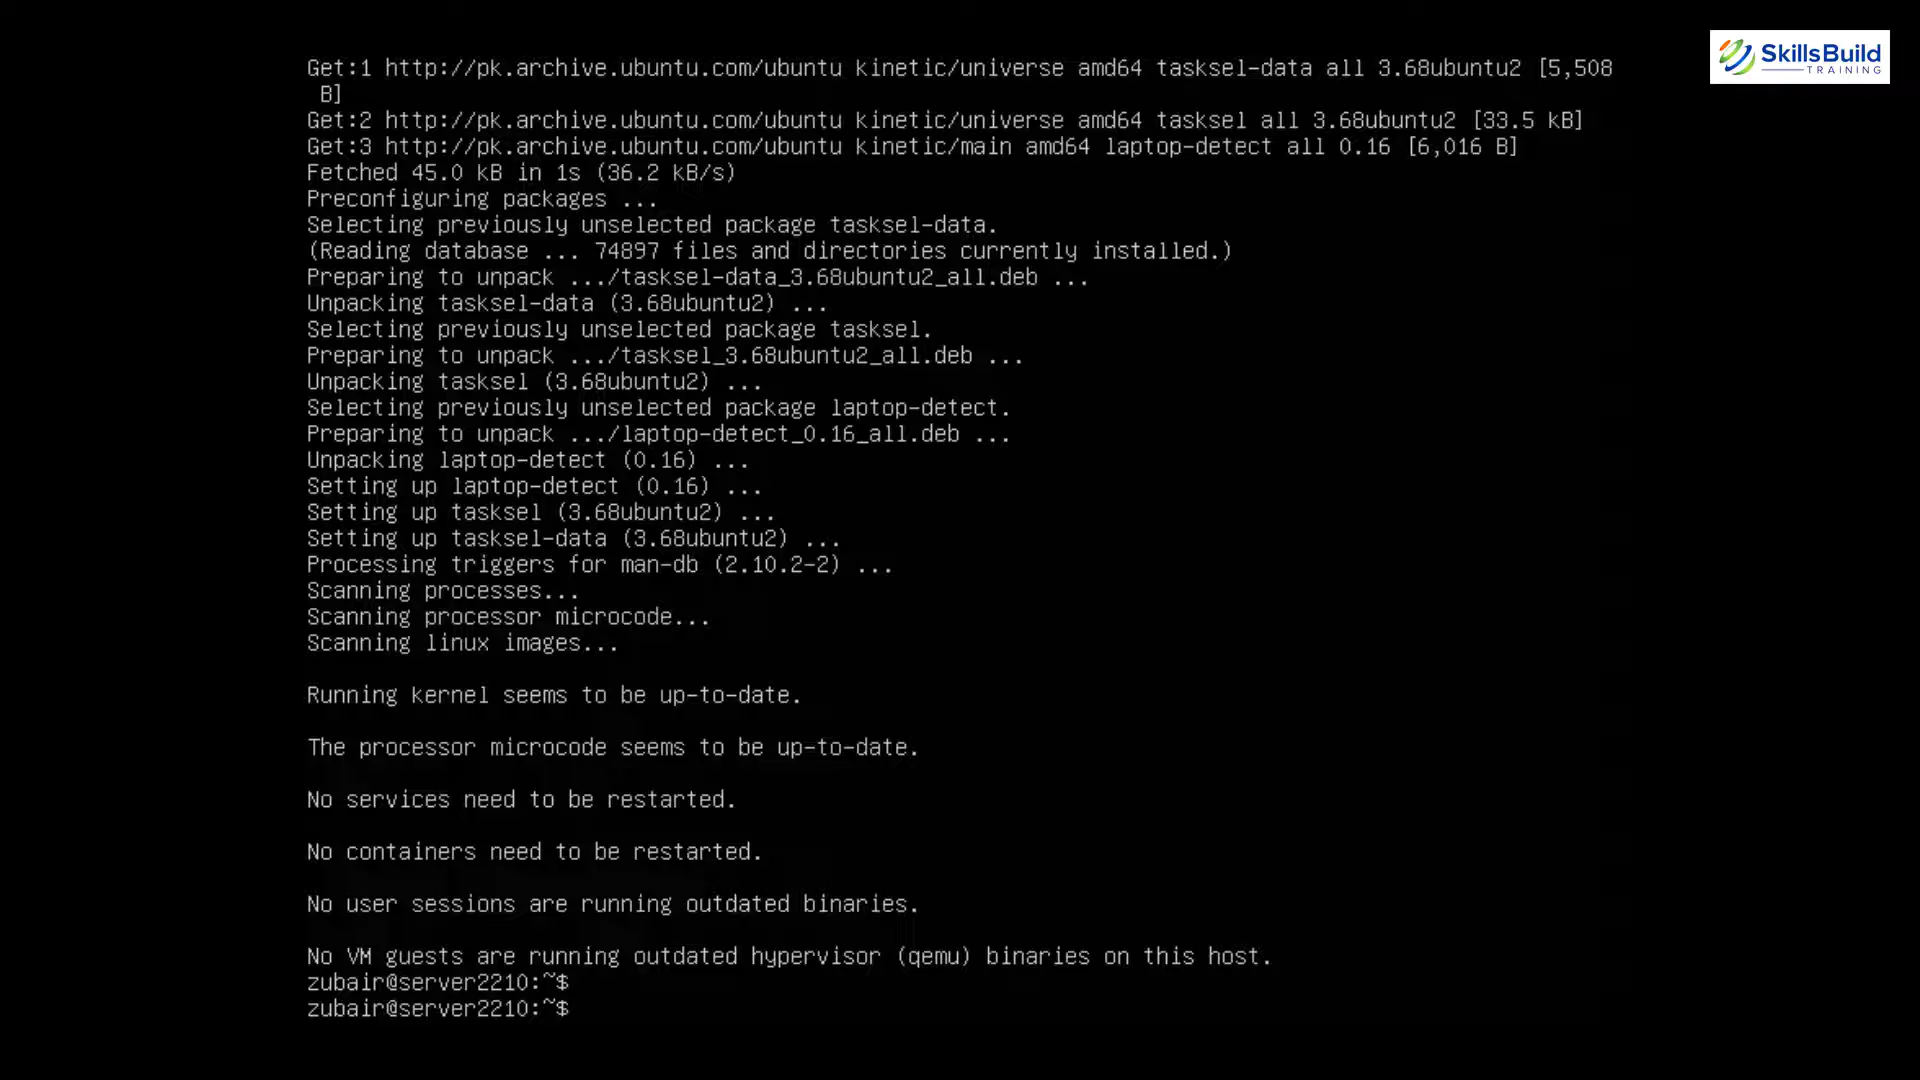 SkillsBuild
TRAINING
Get:1 http://pk.archive.ubuntu.com/ubuntu kinetic/universe amd64 tasksel-data all 3.68ubuntu2 [5,508
 B]
Get:2 http://pk.archive.ubuntu.com/ubuntu kinetic/universe amd64 tasksel all 3.68ubuntu2 [33.5 kB]
Get:3 http://pk.archive.ubuntu.com/ubuntu kinetic/main amd64 laptop-detect all 0.16 [6,016 B]
Fetched 45.0 kB in 1s (36.2 kB/s)
Preconfiguring packages ...
Selecting previously unselected package tasksel-data.
(Reading database ... 74897 files and directories currently installed.)
Preparing to unpack .../tasksel-data_3.68ubuntu2_all.deb ...
Unpacking tasksel-data (3.68ubuntu2) ...
Selecting previously unselected package tasksel.
Preparing to unpack .../tasksel_3.68ubuntu2_all.deb ...
Unpacking tasksel (3.68ubuntu2) ...
Selecting previously unselected package laptop-detect.
Preparing to unpack .../laptop-detect_0.16_all.deb ...
Unpacking laptop-detect (0.16) ...
Setting up laptop-detect (0.16) ...
Setting up tasksel (3.68ubuntu2) ...
Setting up tasksel-data (3.68ubuntu2) ...
Processing triggers for man-db (2.10.2-2) ...
Scanning processes...
Scanning processor microcode...
Scanning linux images...
Running kernel seems to be up-to-date.
The processor microcode seems to be up-to-date.
No services need to be restarted.
No containers need to be restarted.
No user sessions are running outdated binaries.
No VM guests are running outdated hypervisor (qemu) binaries on this host.
zubair@server2210:~$
zubair@server2210:~$